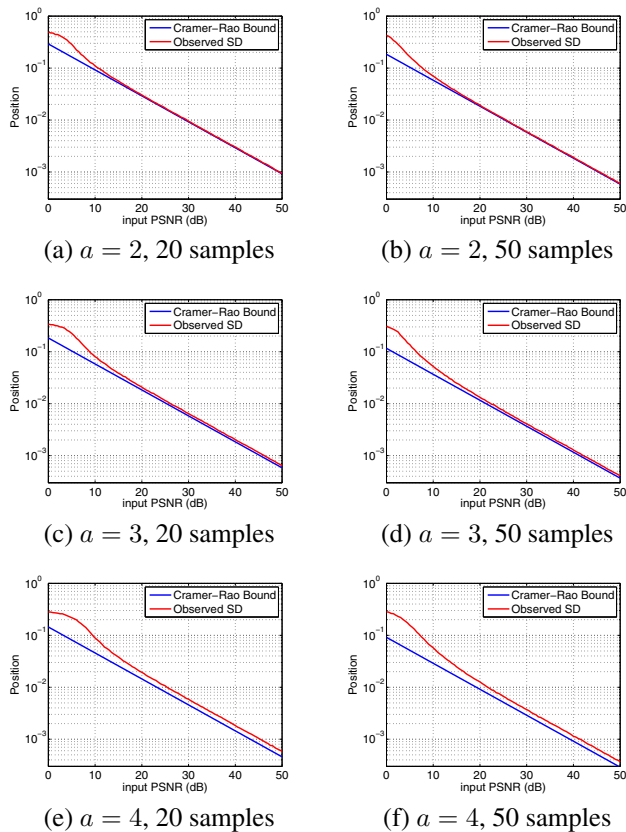 10^0
10^-1
10^-2
10^-3
Position
0 10 20 30 40 50
input PSNR (dB)
Cramer-Rao Bound
Observed SD
(a) a = 2, 20 samples
10^0
10^-1
10^-2
10^-3
Position
0 10 20 30 40 50
input PSNR (dB)
Cramer-Rao Bound
Observed SD
(b) a = 2, 50 samples
10^0
10^-1
10^-2
10^-3
Position
0 10 20 30 40 50
input PSNR (dB)
Cramer-Rao Bound
Observed SD
(c) a = 3, 20 samples
10^0
10^-1
10^-2
10^-3
Position
0 10 20 30 40 50
input PSNR (dB)
Cramer-Rao Bound
Observed SD
(d) a = 3, 50 samples
10^0
10^-1
10^-2
10^-3
Position
0 10 20 30 40 50
input PSNR (dB)
Cramer-Rao Bound
Observed SD
(e) a = 4, 20 samples
10^0
10^-1
10^-2
10^-3
Position
0 10 20 30 40 50
input PSNR (dB)
Cramer-Rao Bound
Observed SD
(f) a = 4, 50 samples